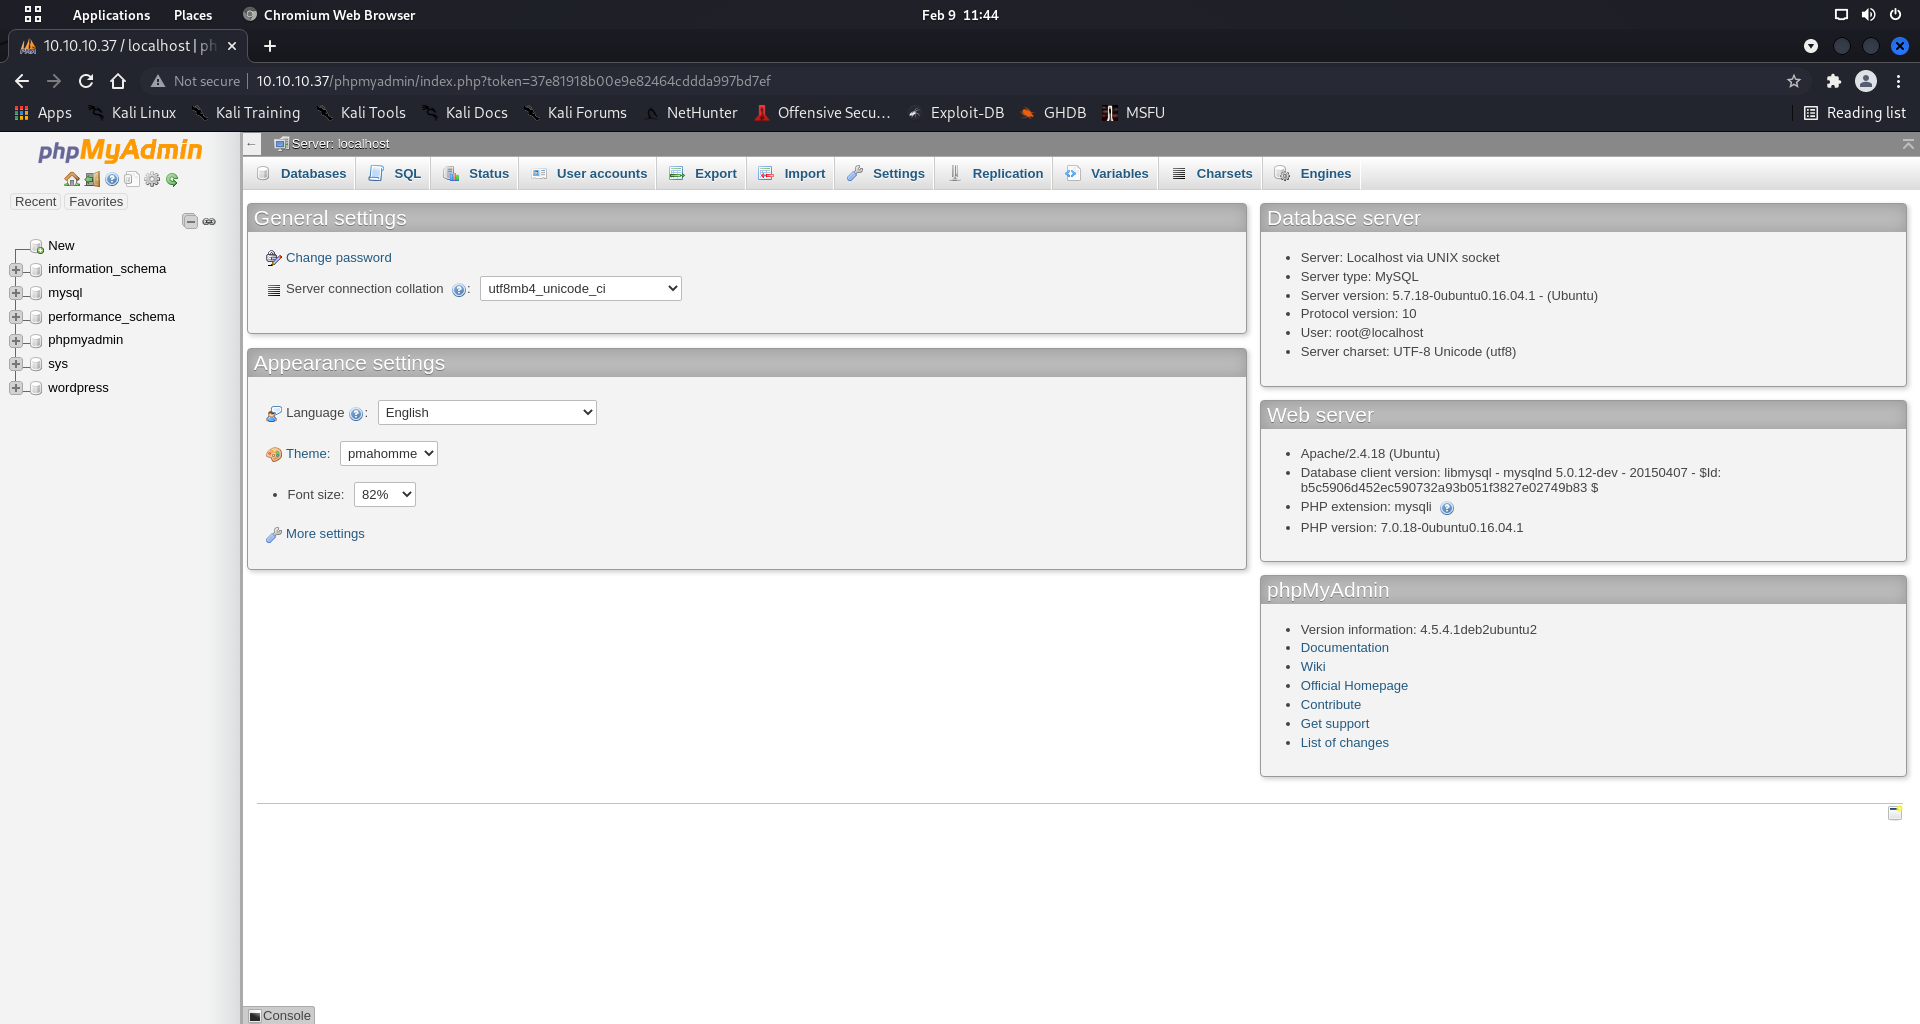 Applications Places Chromium Web Browser Feb 9 11:44
10.10.10.37 / localhost | ph
Not secure 10.10.10.37/phpmyadmin/index.php?token=37e81918b00e9e82464cddda997bd7ef
Apps Kali Linux Kali Training Kali Tools Kali Docs Kali Forums NetHunter Offensive Secu… Exploit-DB GHDB MSFU Reading list
phpMyAdmin
Recent Favorites
New
information_schema
mysql
performance_schema
phpmyadmin
sys
wordpress
Server: localhost
Databases SQL Status User accounts Export Import Settings Replication Variables Charsets Engines
General settings
Change password
Server connection collation : utf8mb4_unicode_ci
Appearance settings
Language : English
Theme: pmahomme
Font size: 82%
More settings
Database server
Server: Localhost via UNIX socket
Server type: MySQL
Server version: 5.7.18-0ubuntu0.16.04.1 - (Ubuntu)
Protocol version: 10
User: root@localhost
Server charset: UTF-8 Unicode (utf8)
Web server
Apache/2.4.18 (Ubuntu)
Database client version: libmysql - mysqlnd 5.0.12-dev - 20150407 - $Id:
b5c5906d452ec590732a93b051f3827e02749b83 $
PHP extension: mysqli
PHP version: 7.0.18-0ubuntu0.16.04.1
phpMyAdmin
Version information: 4.5.4.1deb2ubuntu2
Documentation
Wiki
Official Homepage
Contribute
Get support
List of changes
Console